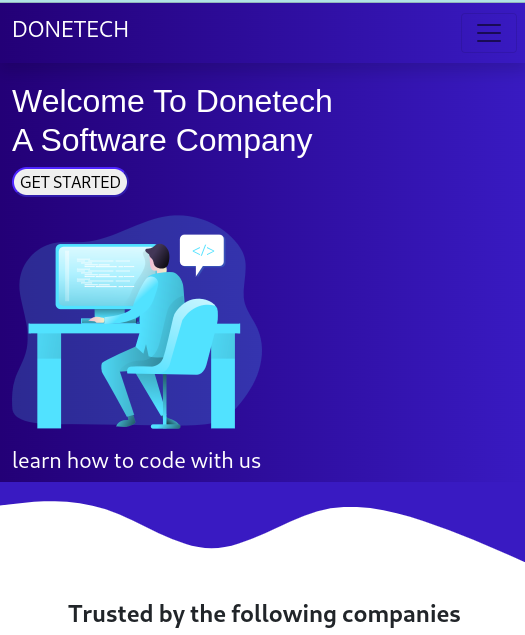 DONETECH
Welcome To Donetech
A Software Company
GET STARTED
</>
learn how to code with us
Trusted by the following companies